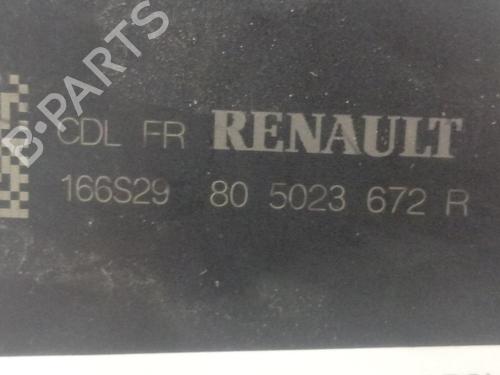 B-PARTS
CDL FR RENAULT
166S29 80 5023 672 R